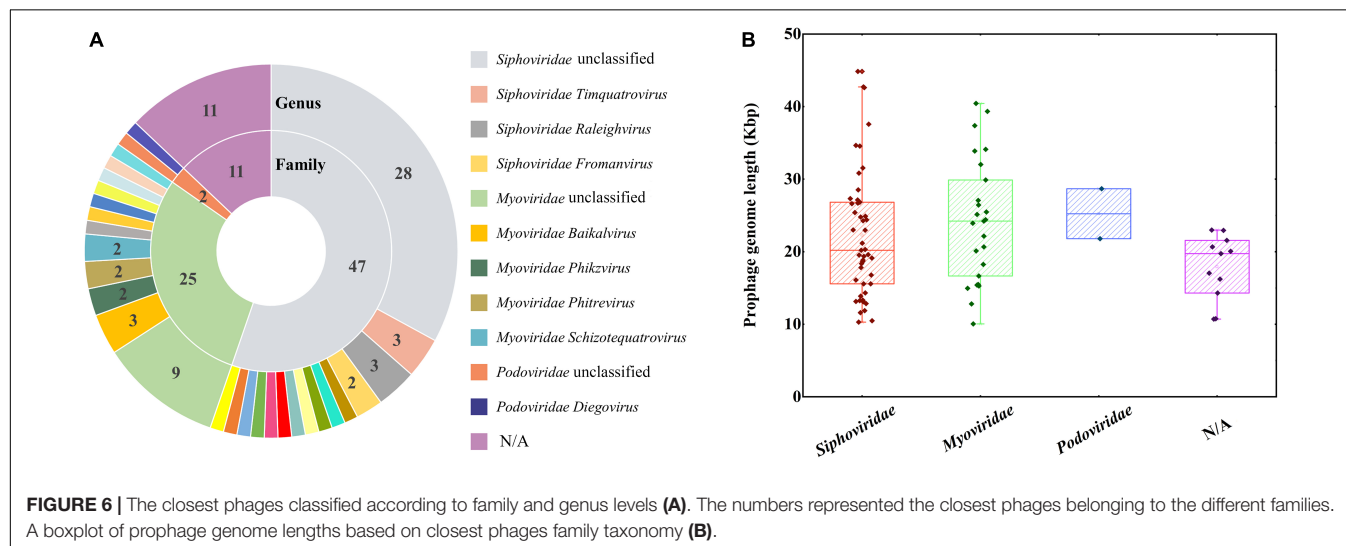 A
Genus
Family
11
11
2
28
47
25
2
2
2
3
9
3
3
2
Siphoviridae unclassified
Siphoviridae Timquatrovirus
Siphoviridae Raleighvirus
Siphoviridae Fromanvirus
Myoviridae unclassified
Myoviridae Baikalvirus
Myoviridae Phikzvirus
Myoviridae Phitrevirus
Myoviridae Schizotequatrovirus
Podoviridae unclassified
Podoviridae Diegovirus
N/A
B
Prophage genome length (Kbp)
50
40
30
20
10
0
Siphoviridae
Myoviridae
Podoviridae
N/A
FIGURE 6 | The closest phages classified according to family and genus levels (A). The numbers represented the closest phages belonging to the different families.
A boxplot of prophage genome lengths based on closest phages family taxonomy (B).